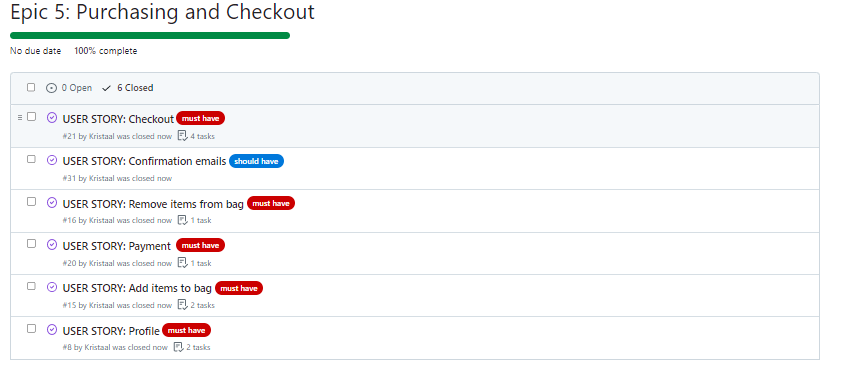 Epic 5: Purchasing and Checkout
No due date 100% complete
0 Open 6 Closed
USER STORY: Checkout must have
#21 by Kristaal was closed now 4 tasks
USER STORY: Confirmation emails should have
#31 by Kristaal was closed now
USER STORY: Remove items from bag must have
#16 by Kristaal was closed now 1 task
USER STORY: Payment must have
#20 by Kristaal was closed now 1 task
USER STORY: Add items to bag must have
#15 by Kristaal was closed now 2 tasks
USER STORY: Profile must have
#8 by Kristaal was closed now 2 tasks